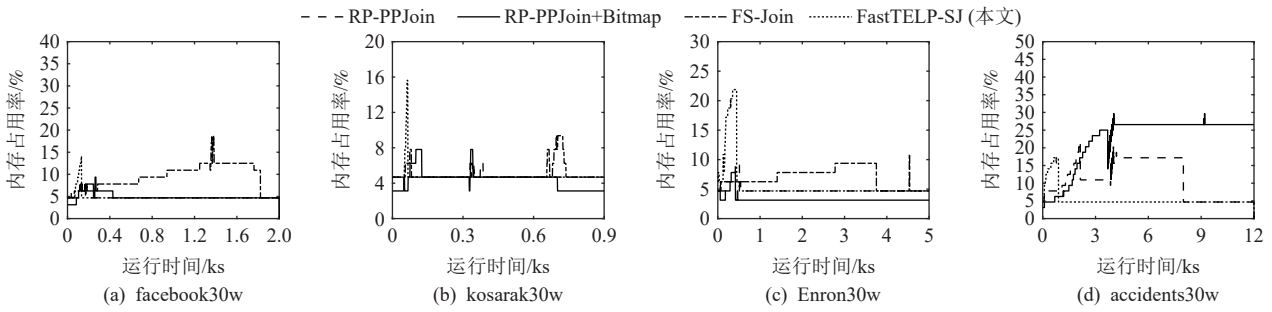 RP-PPJoin RP-PPJoin+Bitmap FS-Join FastTELP-SJ (本文)
内存占用率/%
40
35
30
25
20
15
10
5
0
0 0.4 0.8 1.2 1.6 2.0
运行时间/ks
(a) facebook30w
内存占用率/%
20
16
12
8
4
0
0 0.3 0.6 0.9
运行时间/ks
(b) kosarak30w
内存占用率/%
30
25
20
15
10
5
0
0 1 2 3 4 5
运行时间/ks
(c) Enron30w
内存占用率/%
50
45
40
35
30
25
20
15
10
5
0
0 3 6 9 12
运行时间/ks
(d) accidents30w